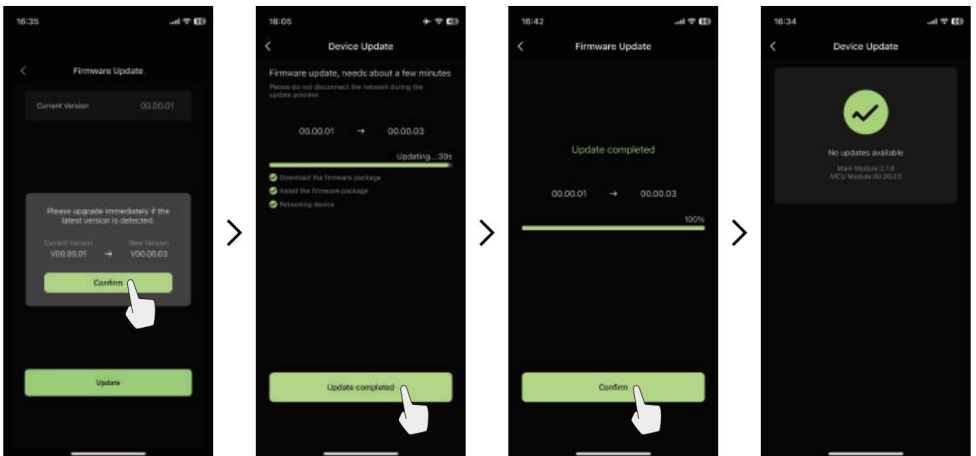 16:35
Firmware Update
Current Version 00.00.01
Please upgrade immediately if the
latest version is detected.
Current Version New Version
V00.00.01 → V00.00.03
Confirm
Update
18:05
Device Update
Firmware update, needs about a few minutes
Please do not disconnect the network during the
update process
00.00.01 → 00.00.03
Updating...:39s
Download the firmware package
Install the firmware package
Rebooting device
Update completed
16:42
Firmware Update
Update completed
00.00.01 → 00.00.03
100%
Confirm
16:34
Device Update
No updates available
Main Module:2.1.6
MCU Module:00.00.03